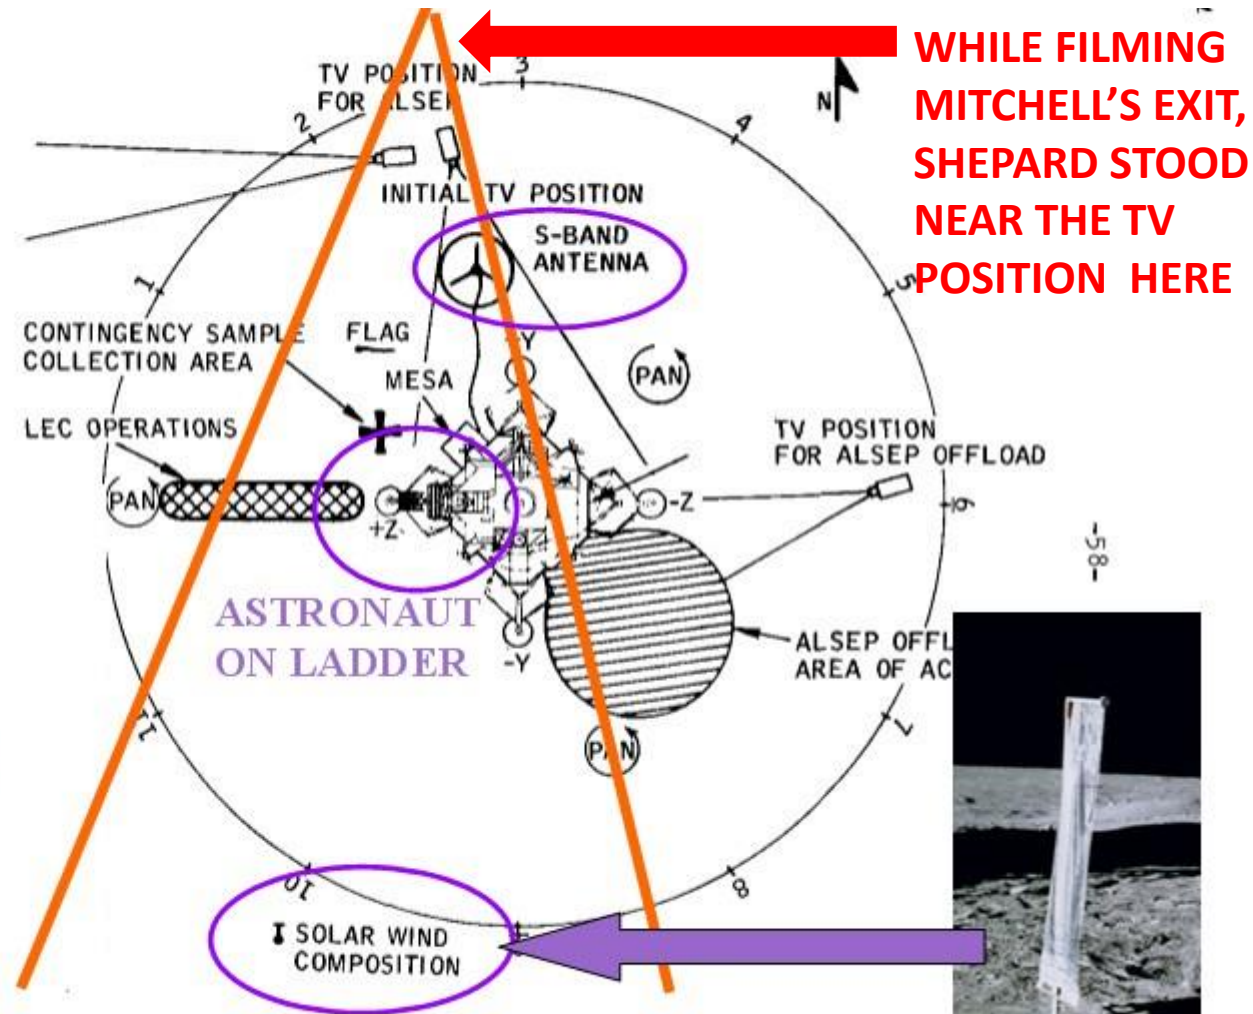 WHILE FILMING
MITCHELL'S EXIT,
SHEPARD STOOD
NEAR THE TV
POSITION HERE
TV POSITION
FOR ALSEP
3
N
2
4
INITIAL TV POSITION
S-BAND
ANTENNA
1
5
CONTINGENCY SAMPLE
COLLECTION AREA
FLAG
-Y
MESA
PAN
LEC OPERATIONS
TV POSITION
FOR ALSEP OFFLOAD
PAN
+Z
-Z
6
-58-
ASTRONAUT
ON LADDER
-Y
ALSEP OFFL
AREA OF AC
11
7
PAN
10
8
SOLAR WIND
COMPOSITION